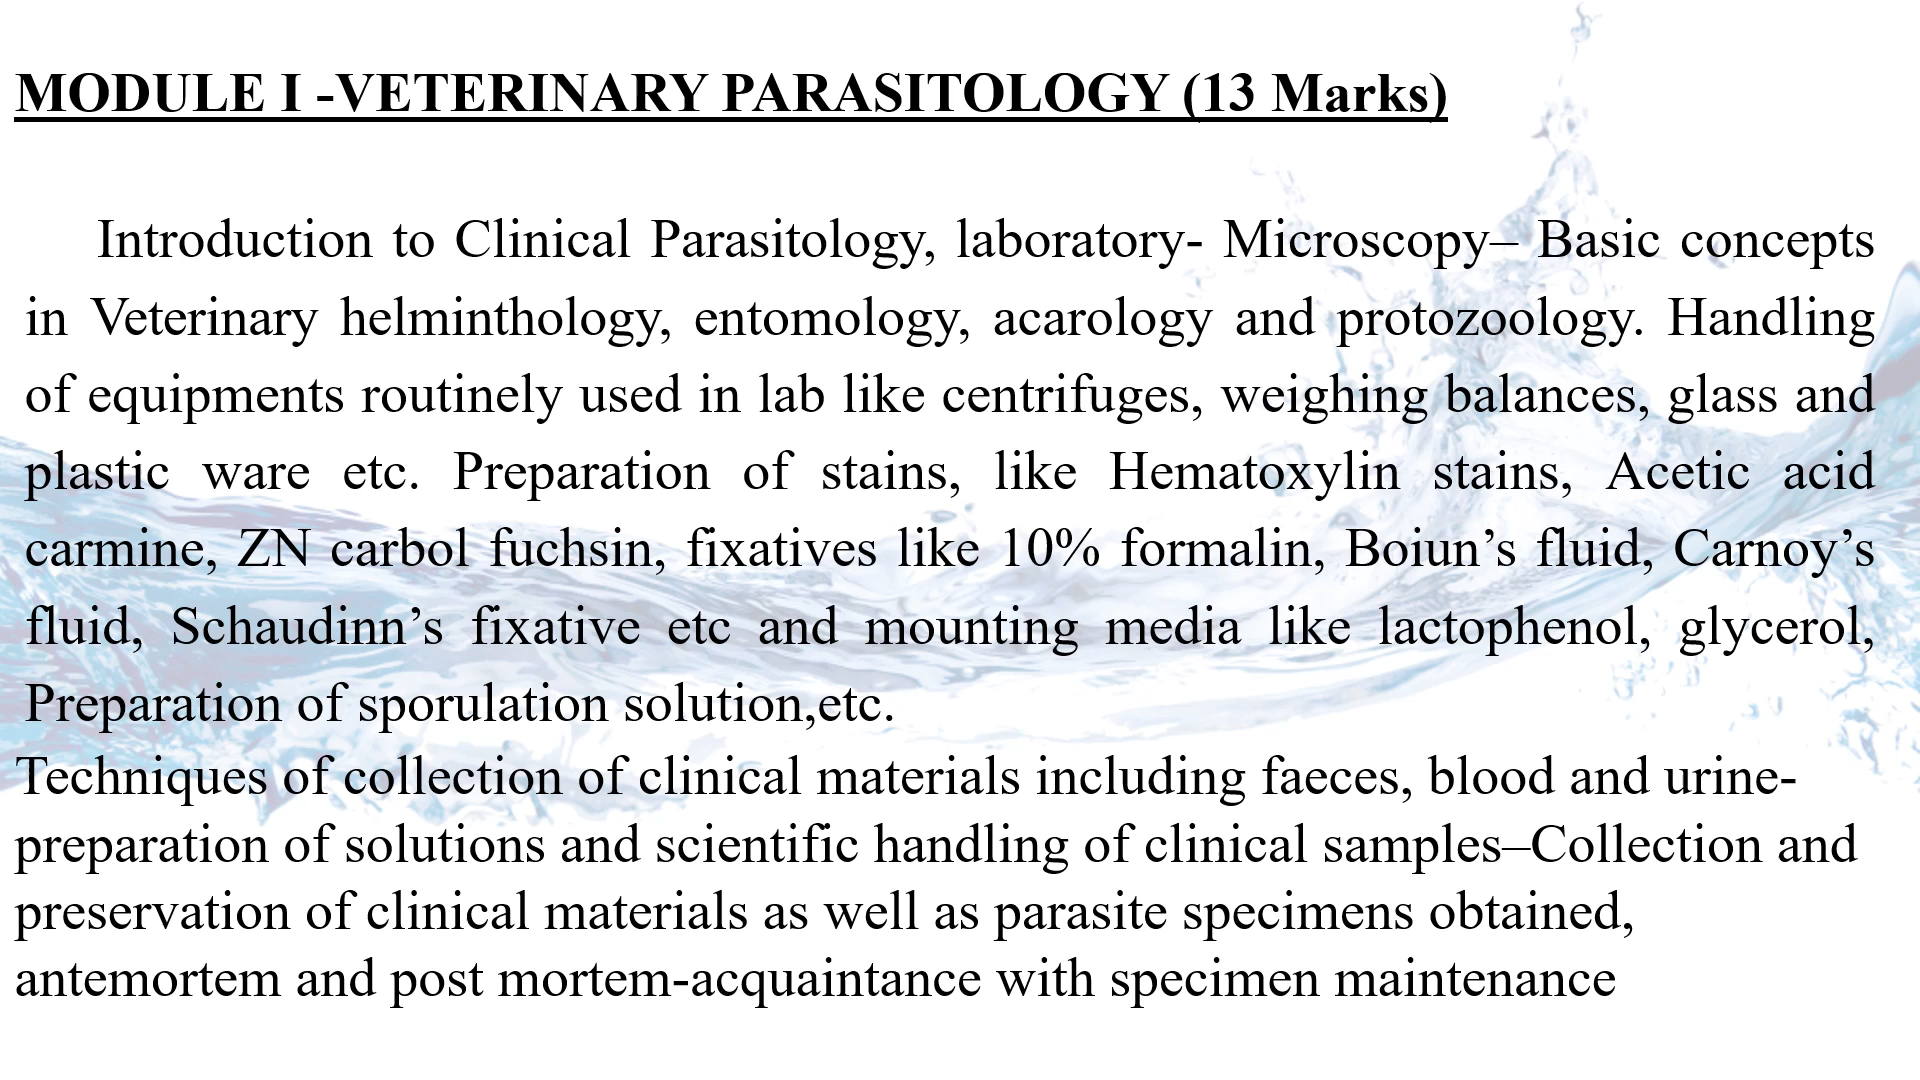 MODULE I -VETERINARY PARASITOLOGY (13 Marks)
Introduction to Clinical Parasitology, laboratory- Microscopy– Basic concepts
in Veterinary helminthology, entomology, acarology and protozoology. Handling
of equipments routinely used in lab like centrifuges, weighing balances, glass and
plastic ware etc. Preparation of stains, like Hematoxylin stains, Acetic acid
carmine, ZN carbol fuchsin, fixatives like 10% formalin, Boiun’s fluid, Carnoy’s
fluid, Schaudinn’s fixative etc and mounting media like lactophenol, glycerol,
Preparation of sporulation solution,etc.
Techniques of collection of clinical materials including faeces, blood and urine-
preparation of solutions and scientific handling of clinical samples–Collection and
preservation of clinical materials as well as parasite specimens obtained,
antemortem and post mortem-acquaintance with specimen maintenance